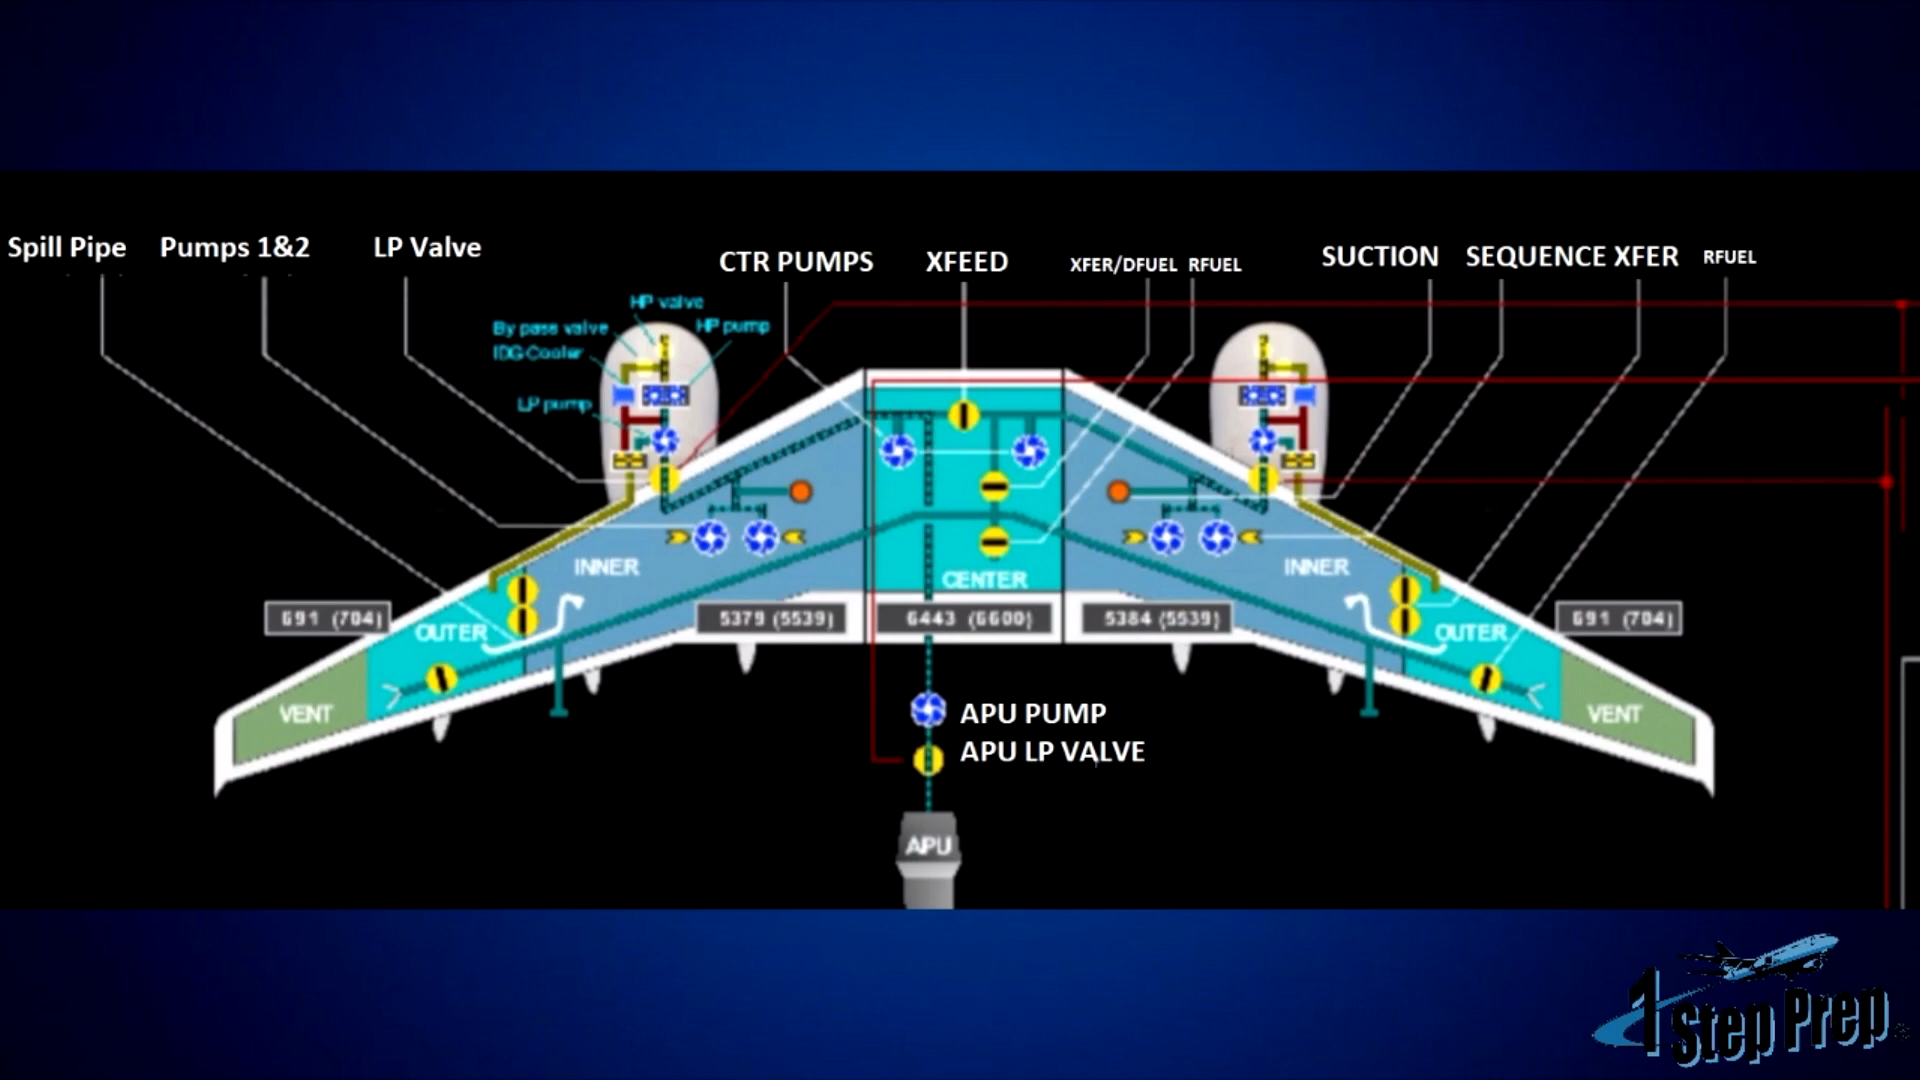 Spill Pipe
Pumps 1&2
LP Valve
CTR PUMPS
XFEED
XFER/DFUEL
RFUEL
SUCTION
SEQUENCE XFER
RFUEL
HP valve
By pass valve
HP pump
IDG Cooler
LP pump
INNER
INNER
CENTER
691 (704)
5379 (5539)
6443 (6600)
5384 (5539)
691 (704)
OUTER
OUTER
VENT
VENT
APU PUMP
APU LP VALVE
APU
1 Step Prep